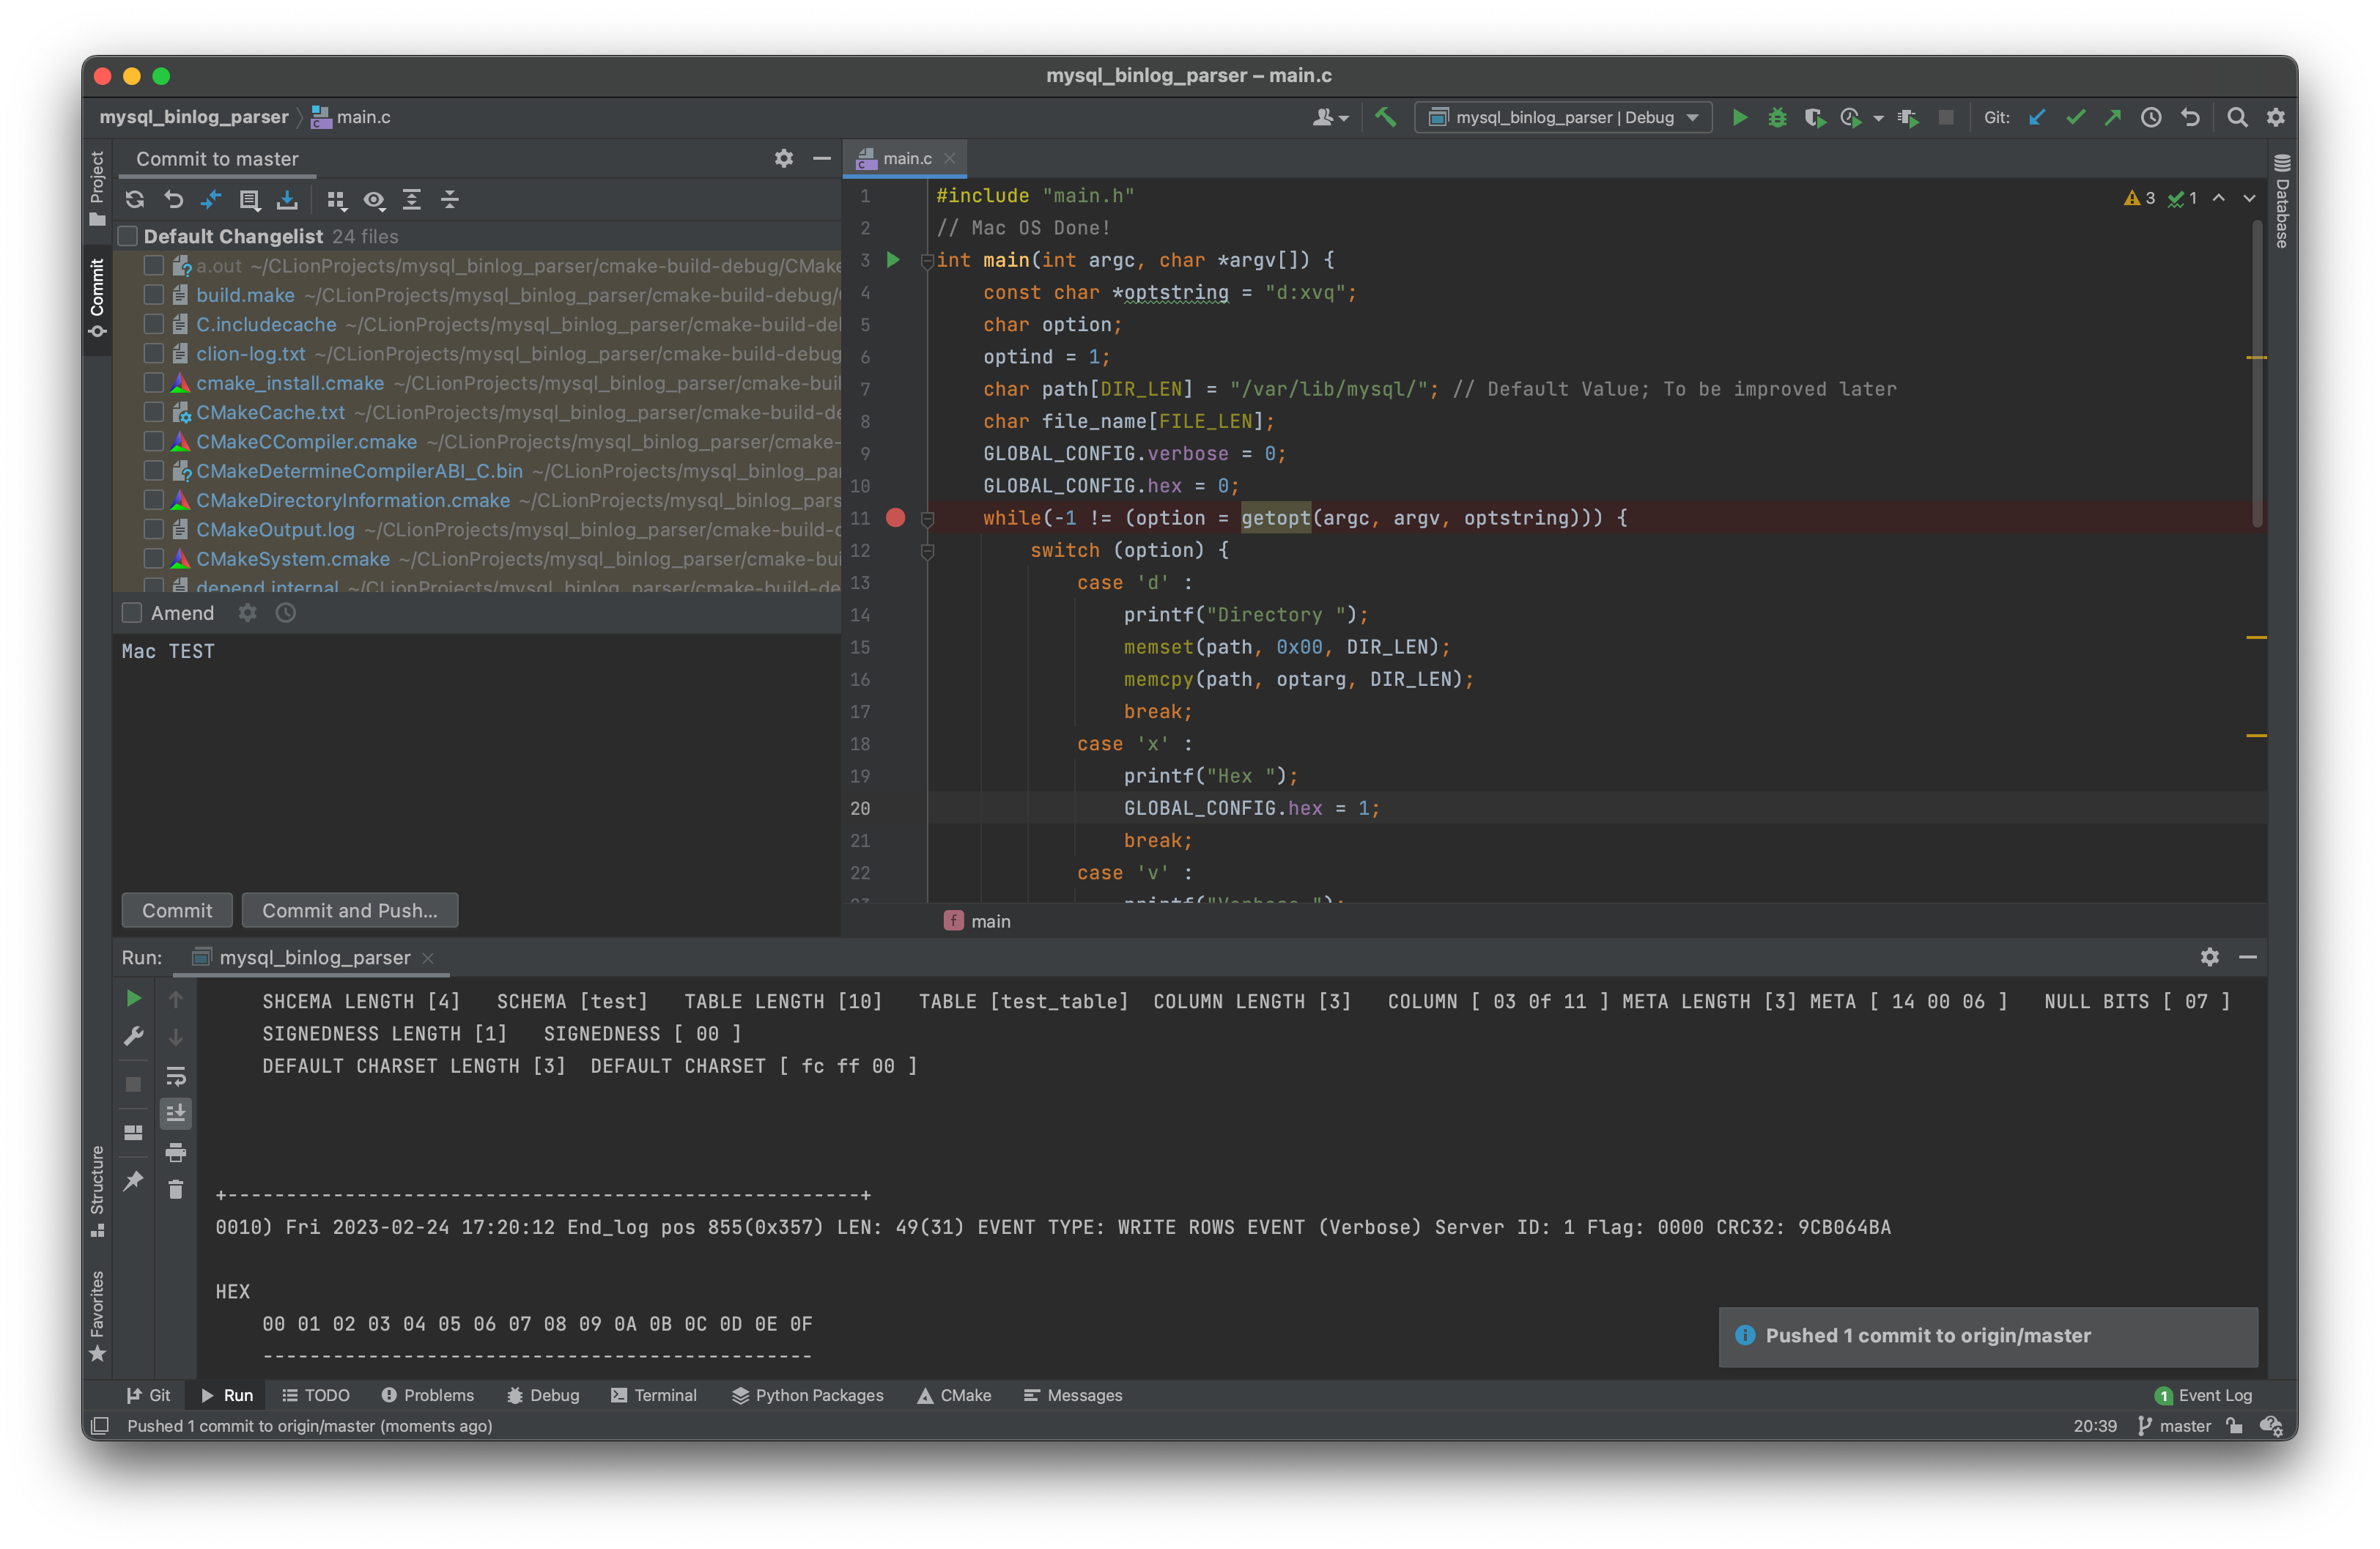 mysql_binlog_parser – main.c
mysql_binlog_parser main.c
mysql_binlog_parser | Debug
Git:
Project
Commit
Structure
Favorites
Database
Commit to master
Default Changelist 24 files
a.out ~/CLionProjects/mysql_binlog_parser/cmake-build-debug/CMake
build.make ~/CLionProjects/mysql_binlog_parser/cmake-build-debug/
C.includecache ~/CLionProjects/mysql_binlog_parser/cmake-build-de
clion-log.txt ~/CLionProjects/mysql_binlog_parser/cmake-build-debug
cmake_install.cmake ~/CLionProjects/mysql_binlog_parser/cmake-buil
CMakeCache.txt ~/CLionProjects/mysql_binlog_parser/cmake-build-de
CMakeCCompiler.cmake ~/CLionProjects/mysql_binlog_parser/cmake-
CMakeDetermineCompilerABI_C.bin ~/CLionProjects/mysql_binlog_pa
CMakeDirectoryInformation.cmake ~/CLionProjects/mysql_binlog_pars
CMakeOutput.log ~/CLionProjects/mysql_binlog_parser/cmake-build-c
CMakeSystem.cmake ~/CLionProjects/mysql_binlog_parser/cmake-bui
depend.internal ~/CLionProjects/mysql_binlog_parser/cmake-build-de
Amend
Mac TEST
Commit
Commit and Push...
main.c
3 1
1 #include "main.h"
2 // Mac OS Done!
3 int main(int argc, char *argv[]) {
4 const char *optstring = "d:xvq";
5 char option;
6 optind = 1;
7 char path[DIR_LEN] = "/var/lib/mysql/"; // Default Value; To be improved later
8 char file_name[FILE_LEN];
9 GLOBAL_CONFIG.verbose = 0;
10 GLOBAL_CONFIG.hex = 0;
11 while(-1 != (option = getopt(argc, argv, optstring))) {
12 switch (option) {
13 case 'd' :
14 printf("Directory ");
15 memset(path, 0x00, DIR_LEN);
16 memcpy(path, optarg, DIR_LEN);
17 break;
18 case 'x' :
19 printf("Hex ");
20 GLOBAL_CONFIG.hex = 1;
21 break;
22 case 'v' :
23 printf("Verbose ");
f main
Run: mysql_binlog_parser
SHCEMA LENGTH [4] SCHEMA [test] TABLE LENGTH [10] TABLE [test_table] COLUMN LENGTH [3] COLUMN [ 03 0f 11 ] META LENGTH [3] META [ 14 00 06 ] NULL BITS [ 07 ]
SIGNEDNESS LENGTH [1] SIGNEDNESS [ 00 ]
DEFAULT CHARSET LENGTH [3] DEFAULT CHARSET [ fc ff 00 ]
+------------------------------------------------------+
0010) Fri 2023-02-24 17:20:12 End_log pos 855(0x357) LEN: 49(31) EVENT TYPE: WRITE ROWS EVENT (Verbose) Server ID: 1 Flag: 0000 CRC32: 9CB064BA
HEX
00 01 02 03 04 05 06 07 08 09 0A 0B 0C 0D 0E 0F
-----------------------------------------------
Pushed 1 commit to origin/master
Git Run TODO Problems Debug Terminal Python Packages CMake Messages 1 Event Log
Pushed 1 commit to origin/master (moments ago) 20:39 master